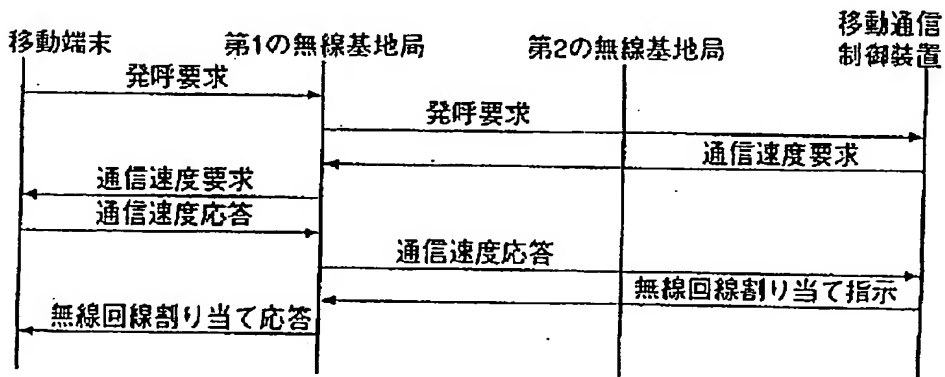 移動端末
第1の無線基地局
第2の無線基地局
移動通信
制御装置
発呼要求
発呼要求
通信速度要求
通信速度要求
通信速度応答
通信速度応答
無線回線割り当て指示
無線回線割り当て応答